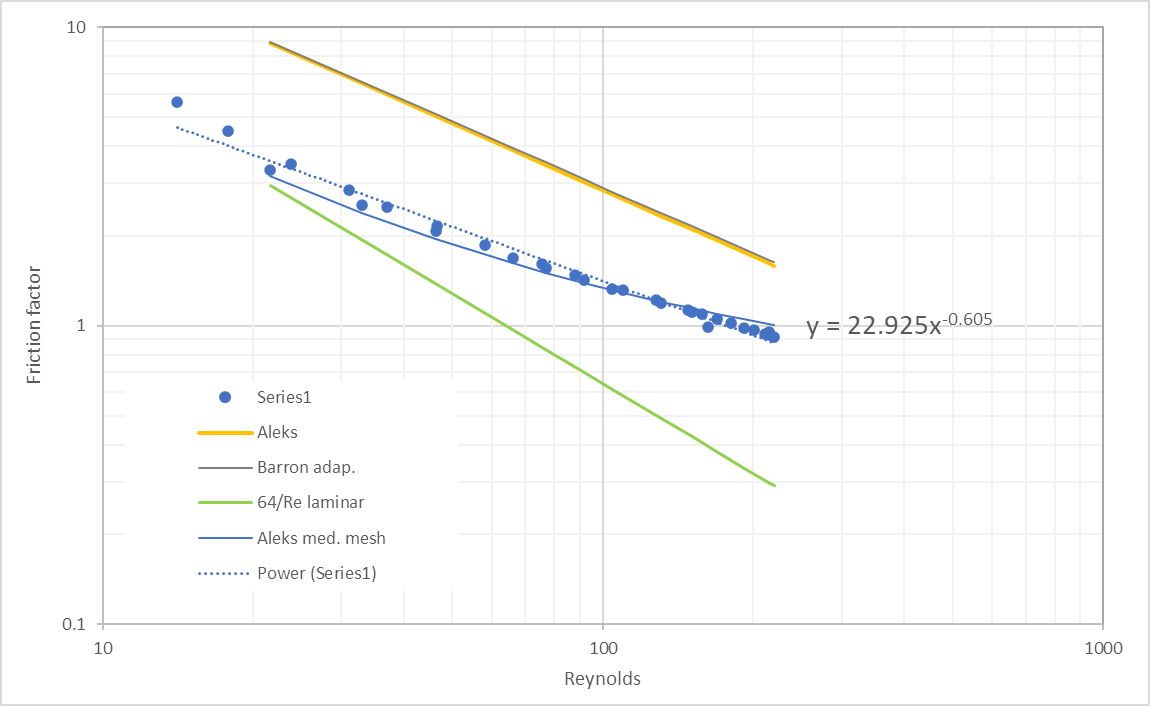 10
1
0.1
10
100
1000
Friction factor
Reynolds
y = 22.925x^-0.605
Series1
Aleks
Barron adap.
64/Re laminar
Aleks med. mesh
Power (Series1)